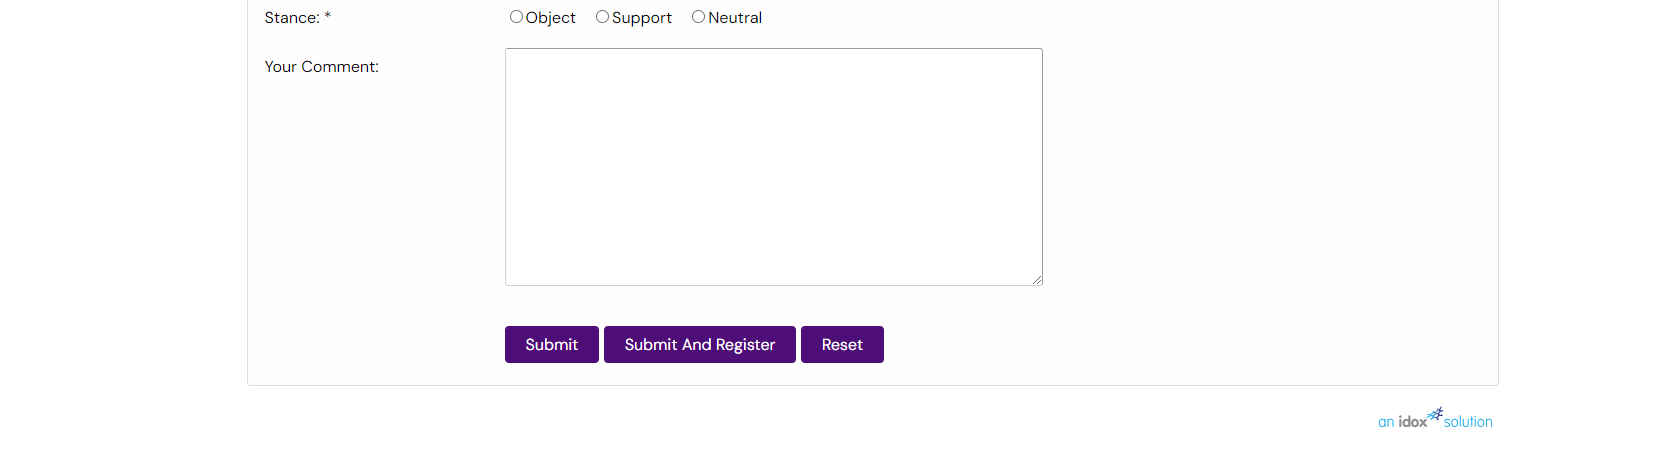 Stance: * Object Support Neutral
Your Comment:
Submit Submit And Register Reset
an idox solution